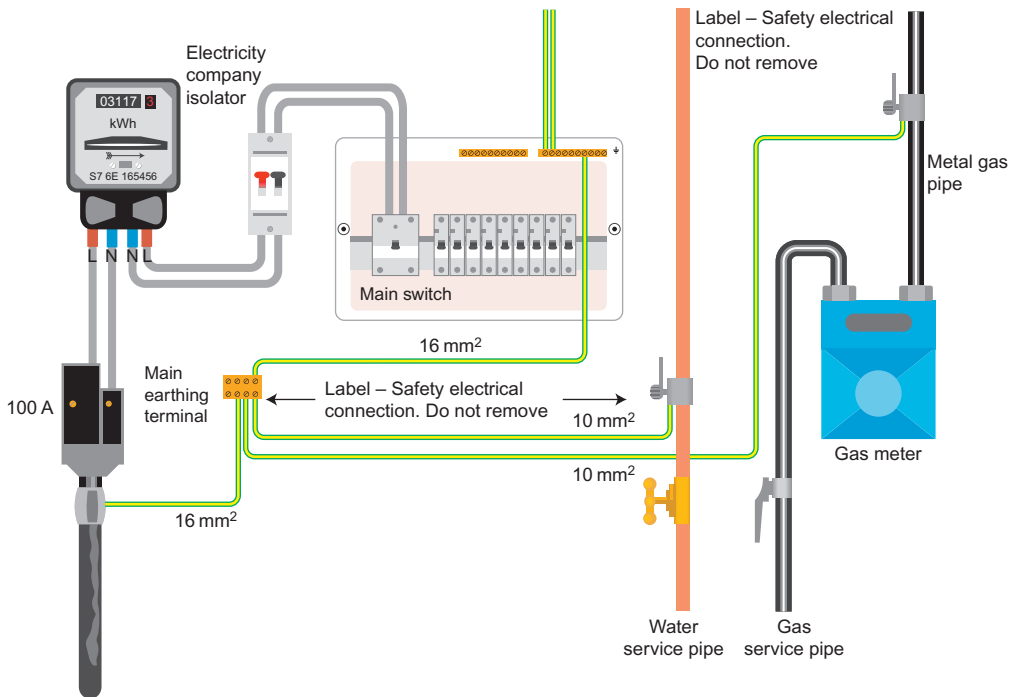 Electricity
company
isolator
Label – Safety electrical
connection.
Do not remove
03117 3
kWh
S7 6E 165456
L N N L
Metal gas
pipe
Main switch
16 mm²
Main
earthing
terminal
Label – Safety electrical
connection. Do not remove
100 A
10 mm²
Gas meter
10 mm²
16 mm²
Water
service pipe
Gas
service pipe